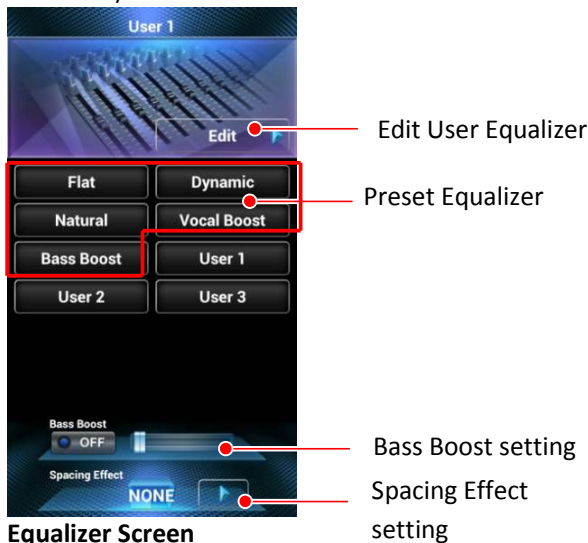 User 1
Edit
Edit User Equalizer
Flat
Dynamic
Preset Equalizer
Natural
Vocal Boost
Bass Boost
User 1
User 2
User 3
Bass Boost
OFF
Bass Boost setting
Spacing Effect
NONE
Spacing Effect
setting
Equalizer Screen